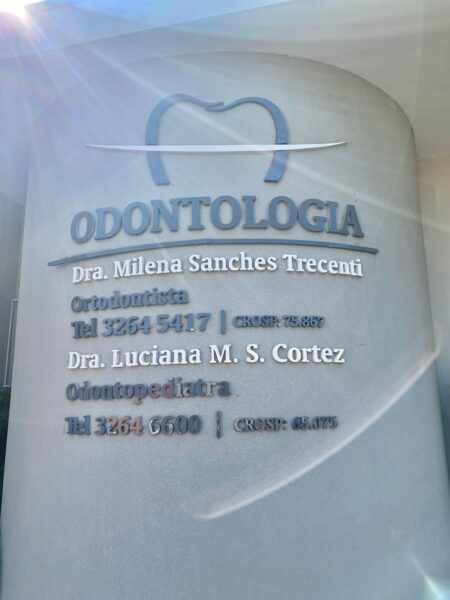 ODONTOLOGIA
Dra. Milena Sanches Trecenti
Ortodontista
Tel 3264 5417 | CROSP: 75.867
Dra. Luciana M. S. Cortez
Odontopediatra
Tel 3264 6600 | CROSP: 65.075